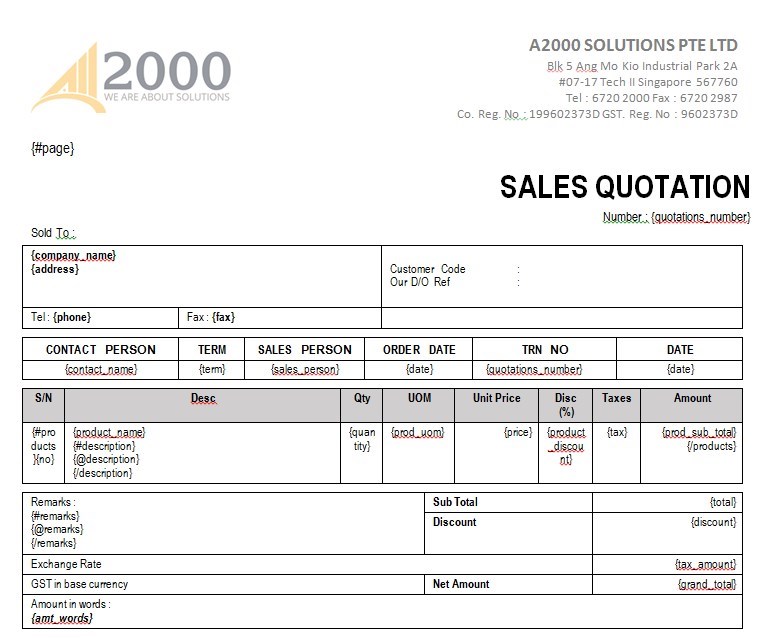 2000
WE ARE ABOUT SOLUTIONS
A2000 SOLUTIONS PTE LTD
Blk 5 Ang Mo Kio Industrial Park 2A
#07-17 Tech II Singapore 567760
Tel : 6720 2000 Fax : 6720 2987
Co. Reg. No : 199602373D GST. Reg. No : 9602373D
{#page}
SALES QUOTATION
Number : {quotations_number}
Sold To :
{company_name}
{address}
Customer Code :
Our D/O Ref :
Tel : {phone} Fax : {fax}
CONTACT PERSON TERM SALES PERSON ORDER DATE TRN NO DATE
{contact_name} {term} {sales_person} {date} {quotations_number} {date}
S/N Desc Qty UOM Unit Price Disc (%) Taxes Amount
{#products}{no}
{product_name}
{#description}
{@description}
{/description}
{quantity}
{prod_uom}
{price}
{product_discount}
{tax}
{prod_sub_total}
{/products}
Remarks :
{#remarks}
{@remarks}
{/remarks}
Sub Total {total}
Discount {discount}
Exchange Rate {tax_amount}
GST in base currency Net Amount {grand_total}
Amount in words :
{amt_words}